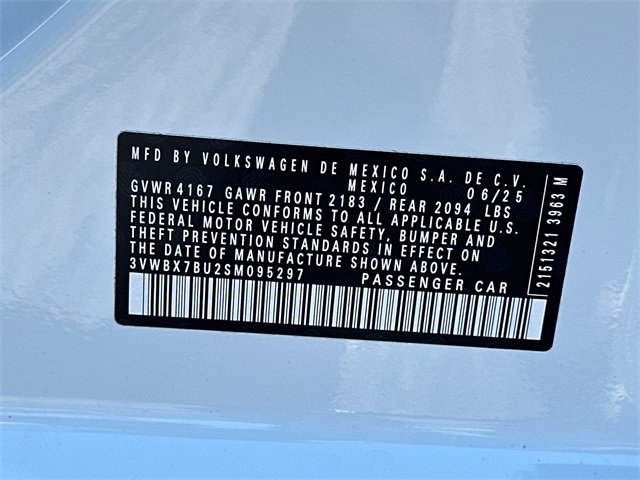 MFD BY VOLKSWAGEN DE MEXICO S.A. DE C.V.
MEXICO 06/25
GVWR 4167 GAWR FRONT 2183 / REAR 2094 LBS
THIS VEHICLE CONFORMS TO ALL APPLICABLE U.S.
FEDERAL MOTOR VEHICLE SAFETY, BUMPER AND
THEFT PREVENTION STANDARDS IN EFFECT ON
THE DATE OF MANUFACTURE SHOWN ABOVE.
3VWBX7BU2SM095297 PASSENGER CAR
2151321 3963 M